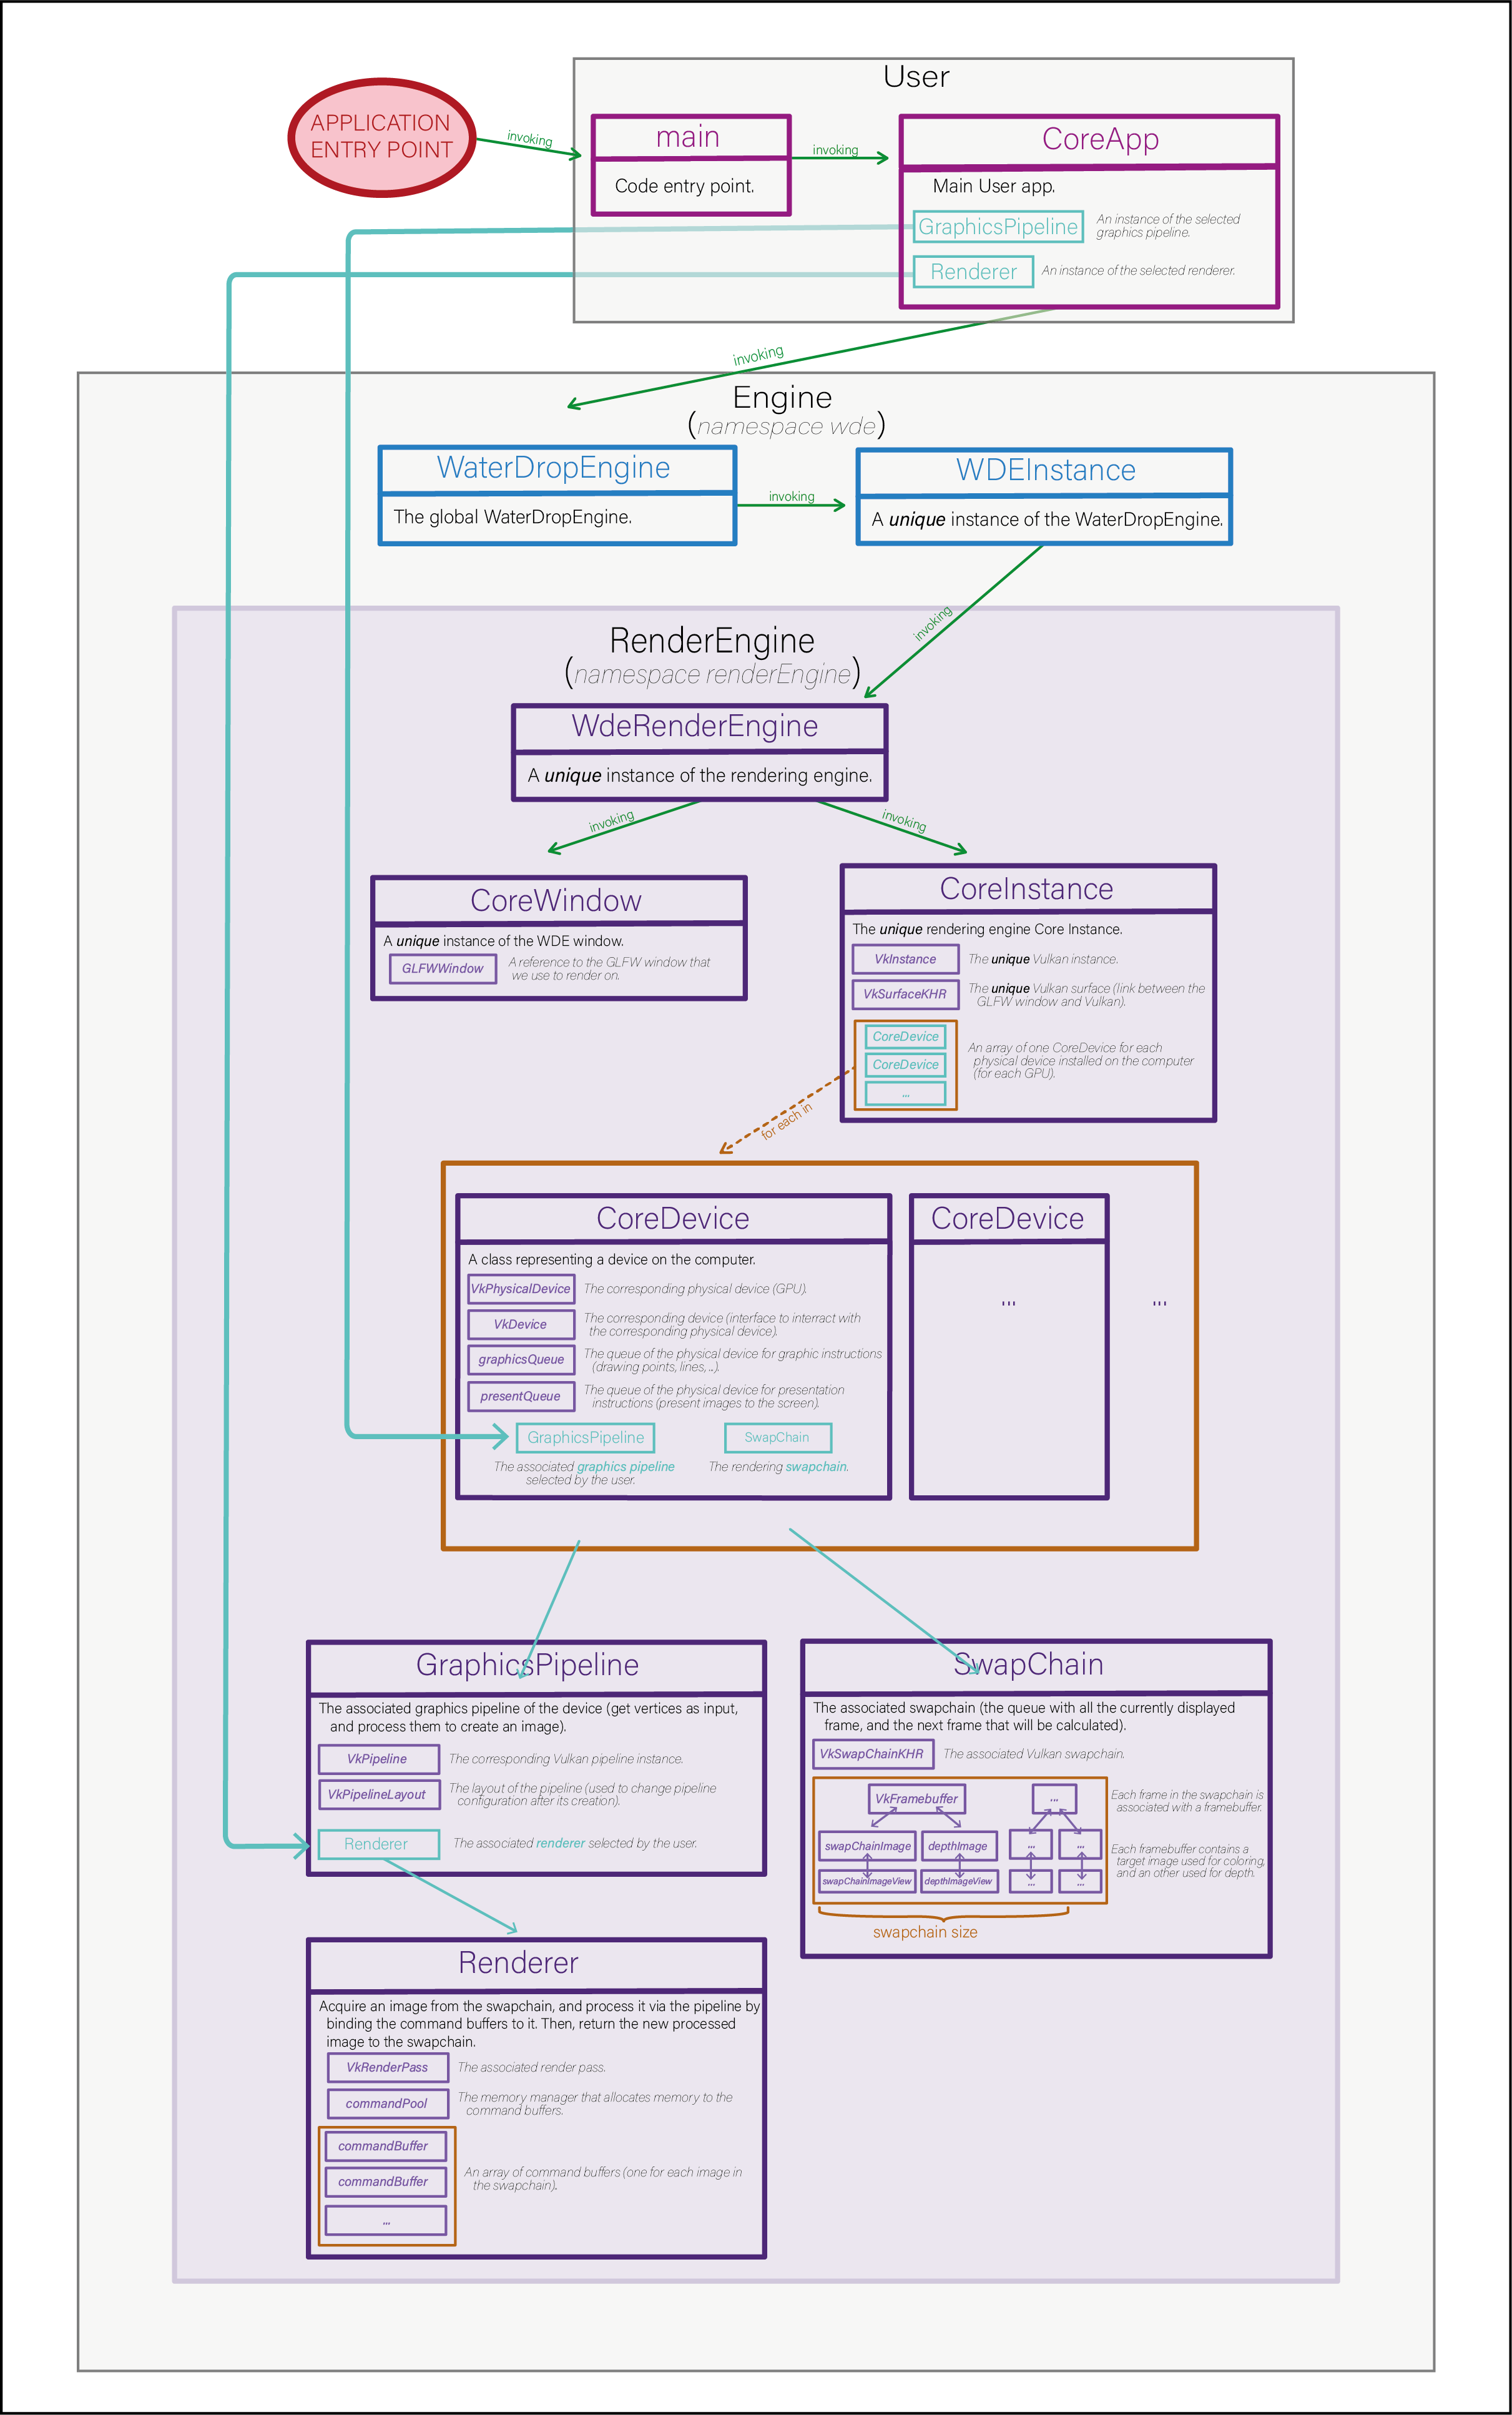 User
APPLICATION
ENTRY POINT
invoking
main
Code entry point.
invoking
CoreApp
Main User app.
GraphicsPipeline
An instance of the selected
graphics pipeline.
Renderer
An instance of the selected renderer.
invoking
Engine
(namespace wde)
WaterDropEngine
The global WaterDropEngine.
invoking
WDEInstance
A unique instance of the WaterDropEngine.
invoking
RenderEngine
(namespace renderEngine)
WdeRenderEngine
A unique instance of the rendering engine.
invoking
invoking
CoreWindow
A unique instance of the WDE window.
GLFWWindow
A reference to the GLFW window that
we use to render on.
CoreInstance
The unique rendering engine Core Instance.
VkInstance
The unique Vulkan instance.
VkSurfaceKHR
The unique Vulkan surface (link between the
GLFW window and Vulkan).
CoreDevice
CoreDevice
...
An array of one CoreDevice for each
physical device installed on the computer
(for each GPU).
for each in
CoreDevice
A class representing a device on the computer.
VkPhysicalDevice
The corresponding physical device (GPU).
VkDevice
The corresponding device (interface to interract with
the corresponding physical device).
graphicsQueue
The queue of the physical device for graphic instructions
(drawing points, lines, ..).
presentQueue
The queue of the physical device for presentation
instructions (present images to the screen).
GraphicsPipeline
The associated graphics pipeline
selected by the user.
SwapChain
The rendering swapchain.
CoreDevice
...
...
GraphicsPipeline
The associated graphics pipeline of the device (get vertices as input,
and process them to create an image).
VkPipeline
The corresponding Vulkan pipeline instance.
VkPipelineLayout
The layout of the pipeline (used to change pipeline
configuration after its creation).
Renderer
The associated renderer selected by the user.
SwapChain
The associated swapchain (the queue with all the currently displayed
frame, and the next frame that will be calculated).
VkSwapChainKHR
The associated Vulkan swapchain.
VkFramebuffer
...
swapChainImage
depthImage
...
...
swapChainImageView
depthImageView
...
...
Each frame in the swapchain is
associated with a framebuffer.
Each framebuffer contains a
target image used for coloring,
and an other used for depth.
swapchain size
Renderer
Acquire an image from the swapchain, and process it via the pipeline by
binding the command buffers to it. Then, return the new processed
image to the swapchain.
VkRenderPass
The associated render pass.
commandPool
The memory manager that allocates memory to the
command buffers.
commandBuffer
commandBuffer
...
An array of command buffers (one for each image in
the swapchain).